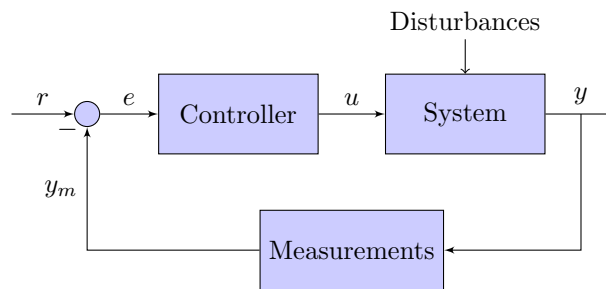 Disturbances
r
e
Controller
u
System
y
−
y_m
Measurements